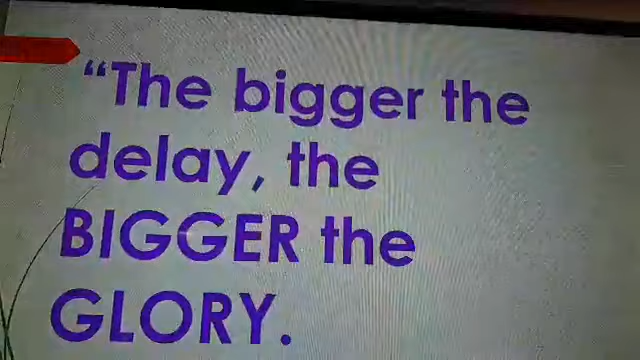 “The bigger the
delay, the
BIGGER the
GLORY.